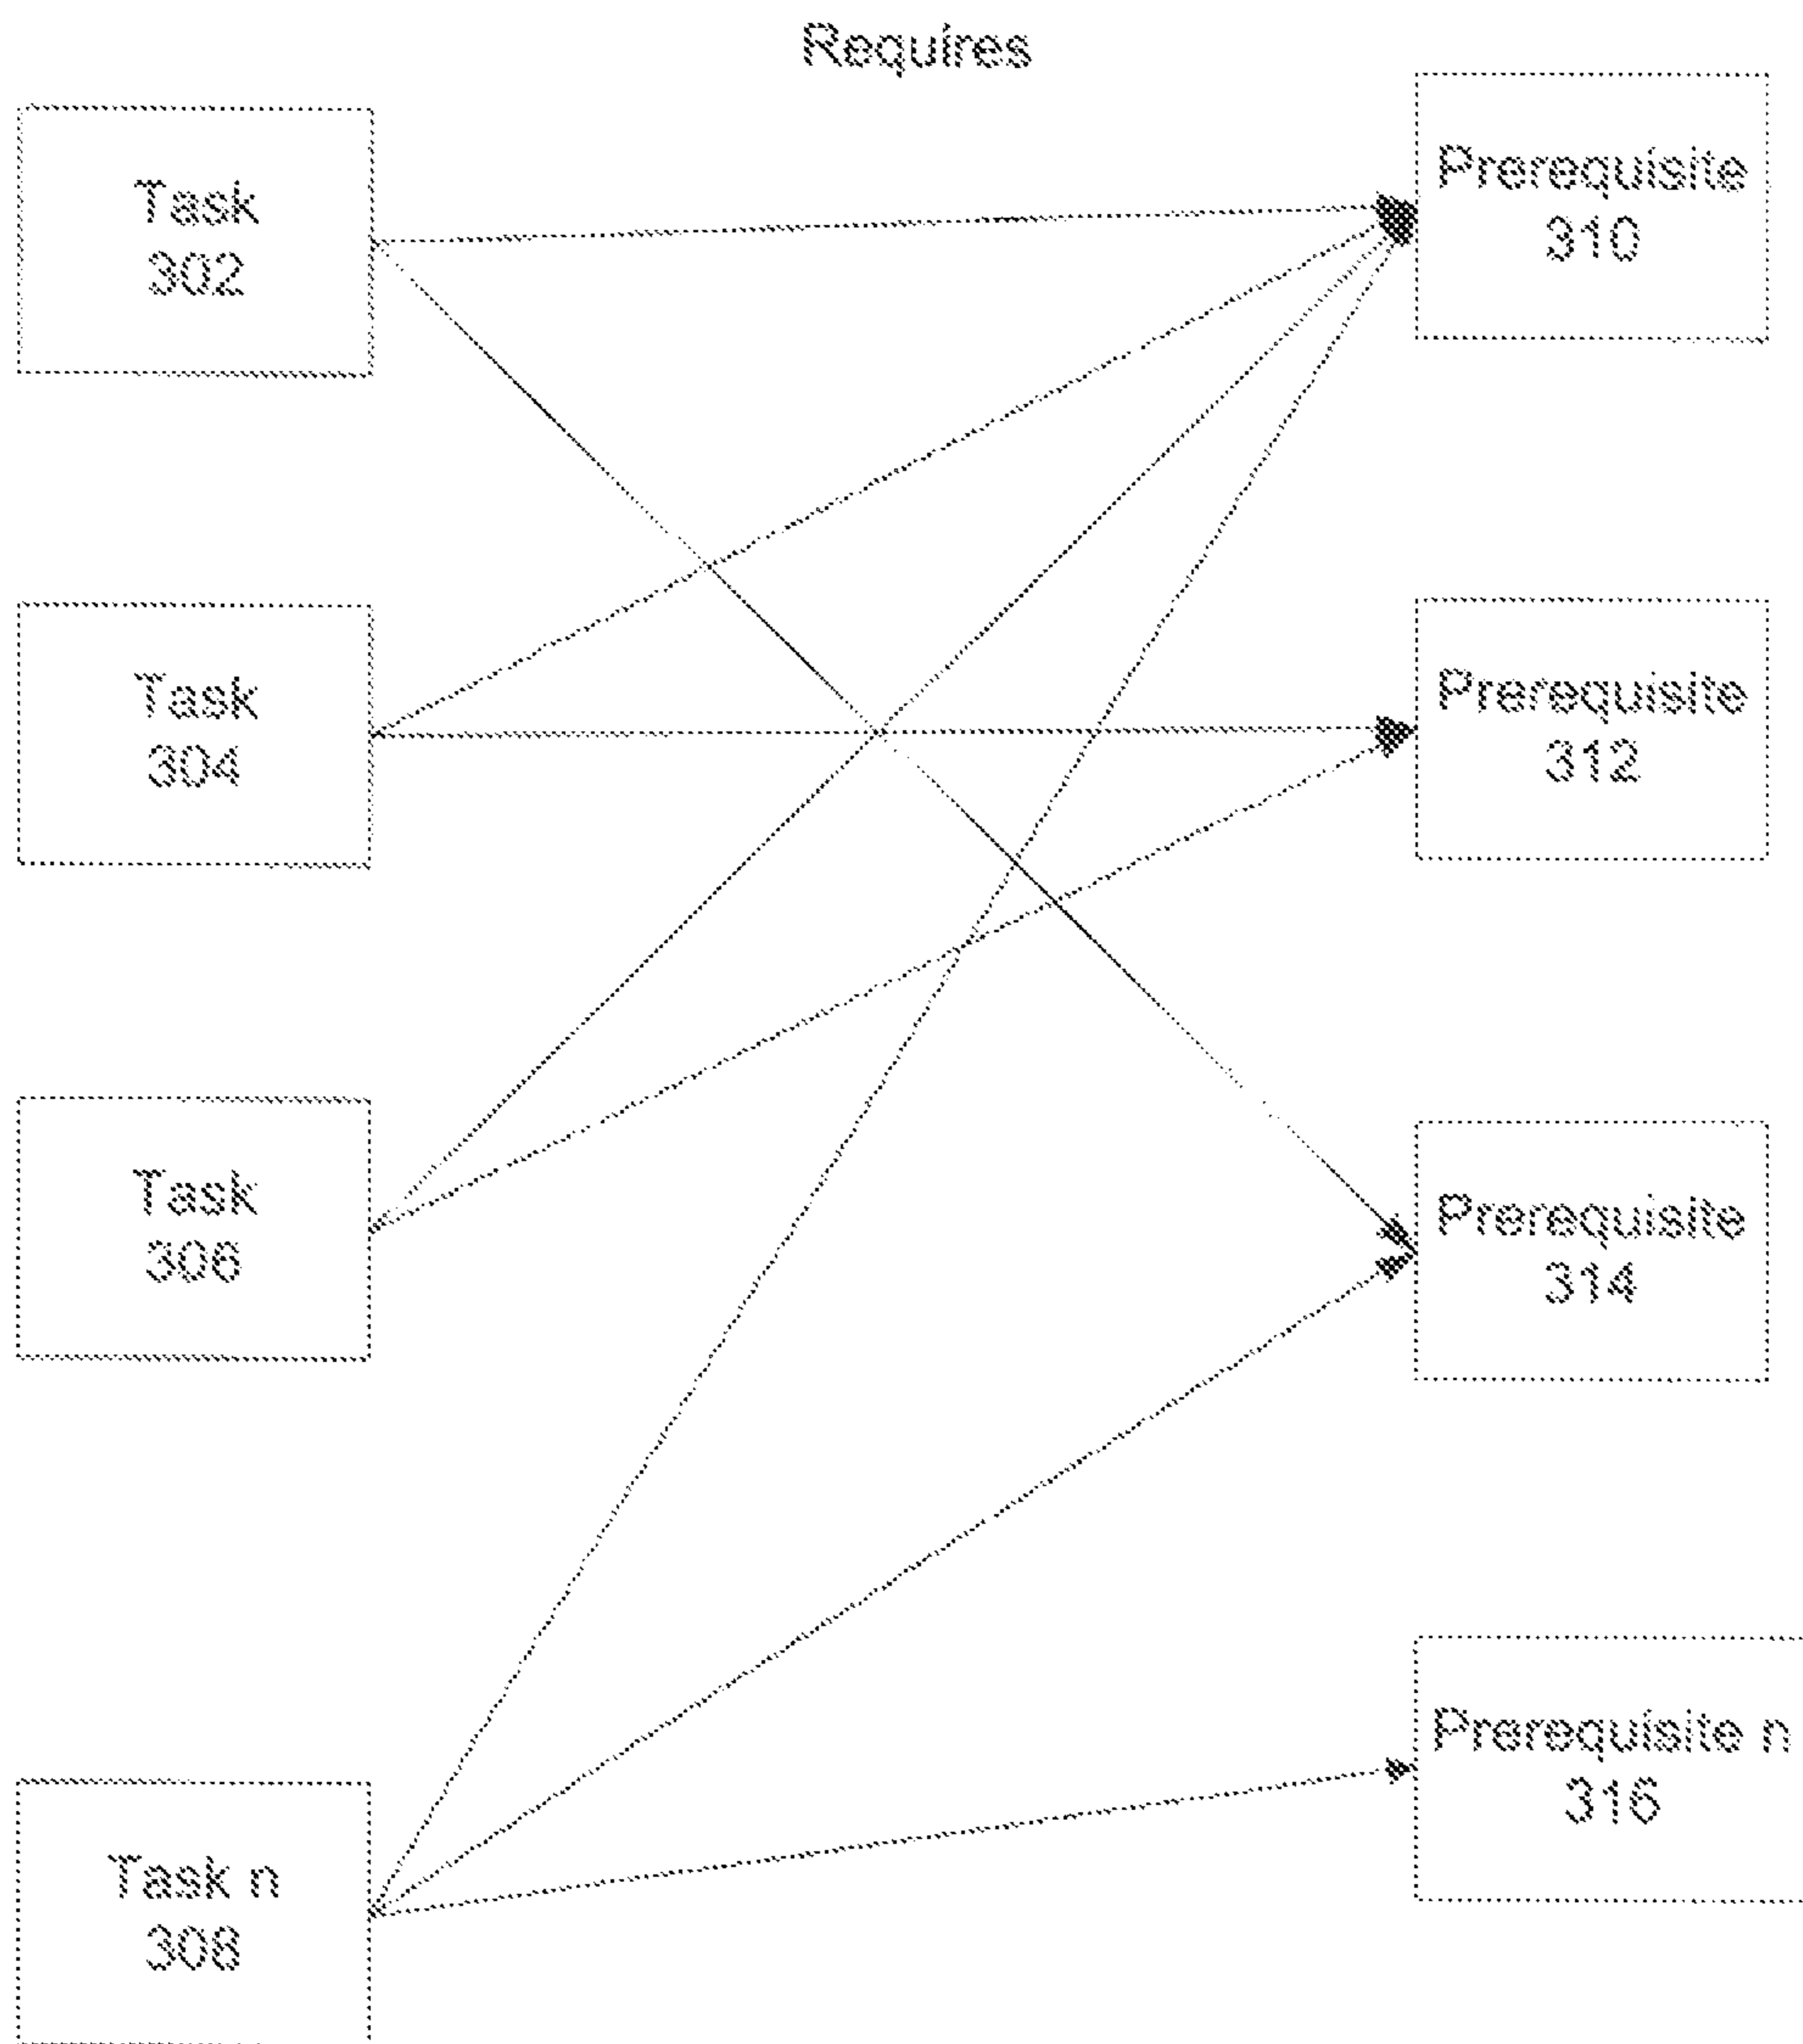 Requires
Task
302
Prerequisite
310
Task
304
Prerequisite
312
Task
306
Prerequisite
314
Task n
308
Prerequisite n
316